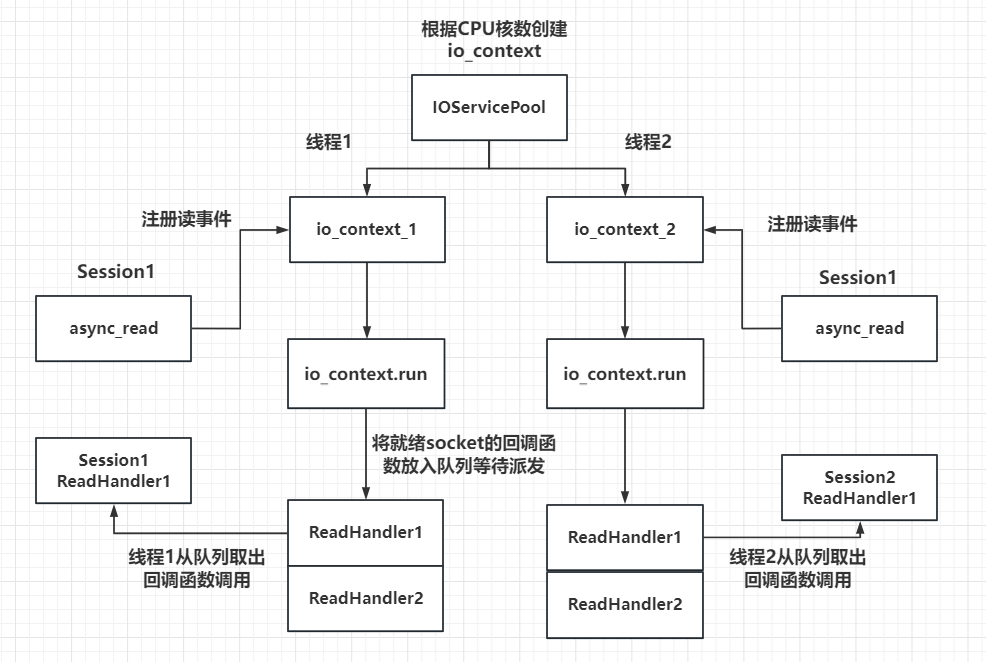 根据CPU核数创建
io_context
IOServicePool
线程1
线程2
注册读事件
io_context_1
io_context_2
注册读事件
Session1
Session1
async_read
async_read
io_context.run
io_context.run
将就绪socket的回调函
数放入队列等待派发
Session1
ReadHandler1
Session2
ReadHandler1
ReadHandler1
ReadHandler1
线程1从队列取出
回调函数调用
线程2从队列取出
回调函数调用
ReadHandler2
ReadHandler2